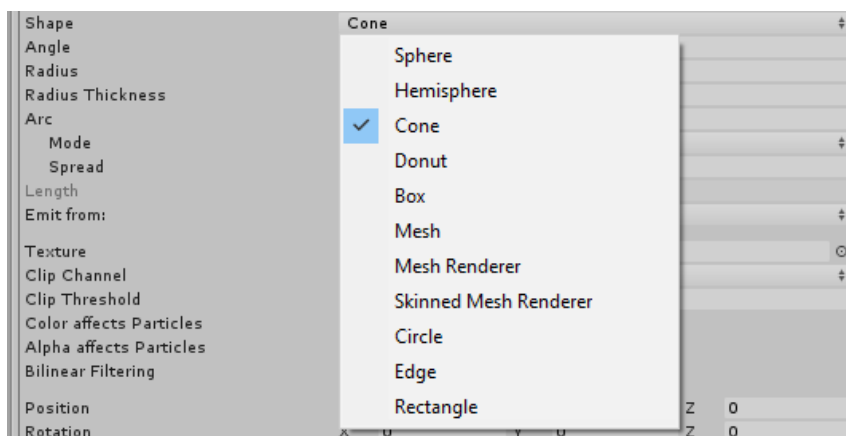 Shape Cone
Angle
Sphere
Radius
Hemisphere
Radius Thickness
Arc
Cone
Mode
Donut
Spread
Length
Box
Emit from:
Mesh
Texture
Mesh Renderer
Clip Channel
Clip Threshold
Skinned Mesh Renderer
Color affects Particles
Circle
Alpha affects Particles
Bilinear Filtering
Edge
Position Z 0
Rectangle
Rotation X 0 Y 0 Z 0